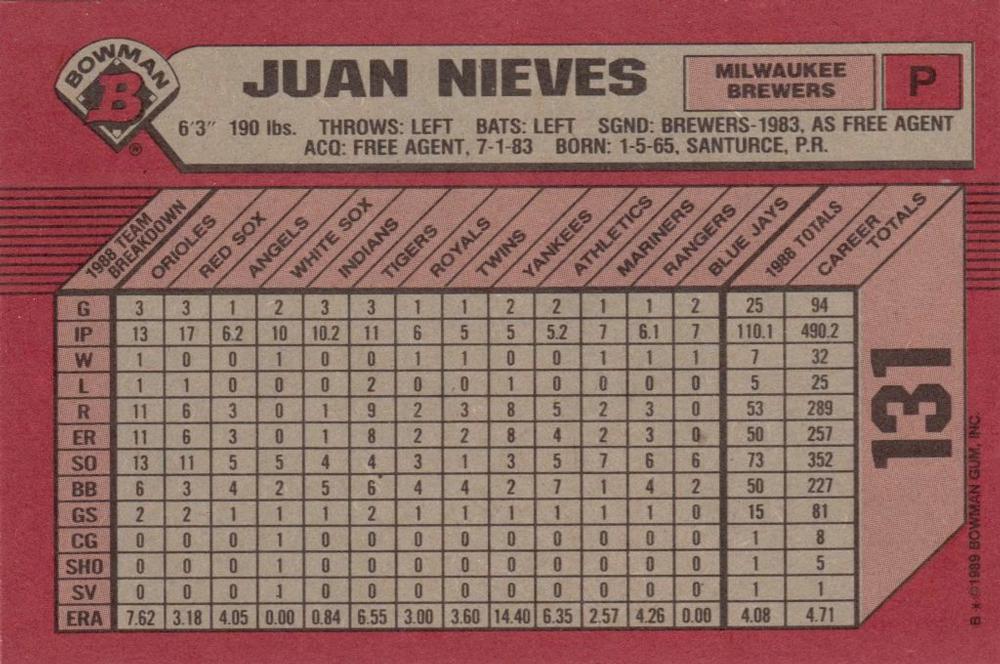 BOWMAN
B
®
JUAN NIEVES
MILWAUKEE
BREWERS
P
6'3" 190 lbs. THROWS: LEFT BATS: LEFT SGND: BREWERS-1983, AS FREE AGENT
ACQ: FREE AGENT, 7-1-83 BORN: 1-5-65, SANTURCE, P.R.
1988 TEAM
BREAKDOWN
ORIOLES
RED SOX
ANGELS
WHITE SOX
INDIANS
TIGERS
ROYALS
TWINS
YANKEES
ATHLETICS
MARINERS
RANGERS
BLUE JAYS
1988 TOTALS
CAREER
TOTALS
G 3 3 1 2 3 3 1 1 2 2 1 1 2 25 94
IP 13 17 6.2 10 10.2 11 6 5 5 5.2 7 6.1 7 110.1 490.2
W 1 0 0 1 0 0 1 1 0 0 1 1 1 7 32
L 1 1 0 0 0 2 0 0 1 0 0 0 0 5 25
R 11 6 3 0 1 9 2 3 8 5 2 3 0 53 289
ER 11 6 3 0 1 8 2 2 8 4 2 3 0 50 257
SO 13 11 5 5 4 4 3 1 3 5 7 6 6 73 352
BB 6 3 4 2 5 6 4 4 2 7 1 4 2 50 227
GS 2 2 1 1 1 2 1 1 1 1 1 1 0 15 81
CG 0 0 0 1 0 0 0 0 0 0 0 0 0 1 8
SHO 0 0 0 1 0 0 0 0 0 0 0 0 0 1 5
SV 0 0 0 1 0 0 0 0 0 0 0 0 0 1 1
ERA 7.62 3.18 4.05 0.00 0.84 6.55 3.00 3.60 14.40 6.35 2.57 4.26 0.00 4.08 4.71
131
B * ©1989 BOWMAN GUM, INC.